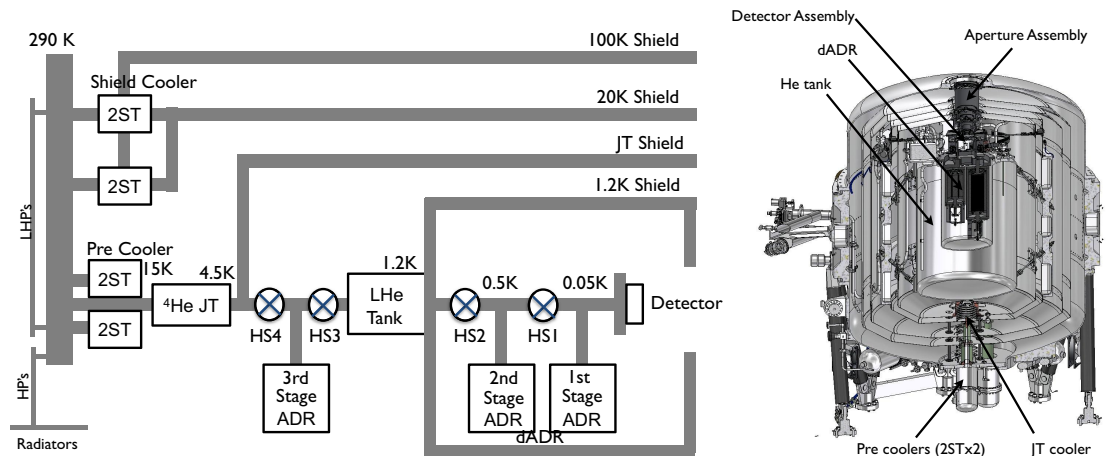 290 K
100K Shield
Shield Cooler
2ST
20K Shield
JT Shield
2ST
1.2K Shield
LHP's
Pre Cooler
2ST
15K
4.5K
1.2K
⁴He JT
LHe
Tank
0.5K
0.05K
Detector
2ST
HS4
HS3
HS2
HS1
HP's
3rd
Stage
ADR
2nd
Stage
ADR
1st
Stage
ADR
dADR
Radiators
Detector Assembly
Aperture Assembly
dADR
He tank
Pre coolers (2STx2)
JT cooler